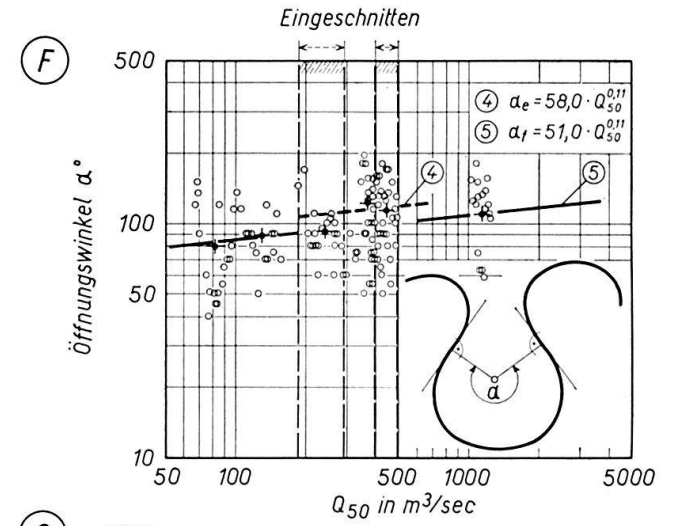 Eingeschnitten
F
500
④ αe = 58,0 · Q50^0,11
⑤ αf = 51,0 · Q50^0,11
④
⑤
Öffnungswinkel α°
100
50
α
10
50 100 500 1000 5000
Q50 in m³/sec